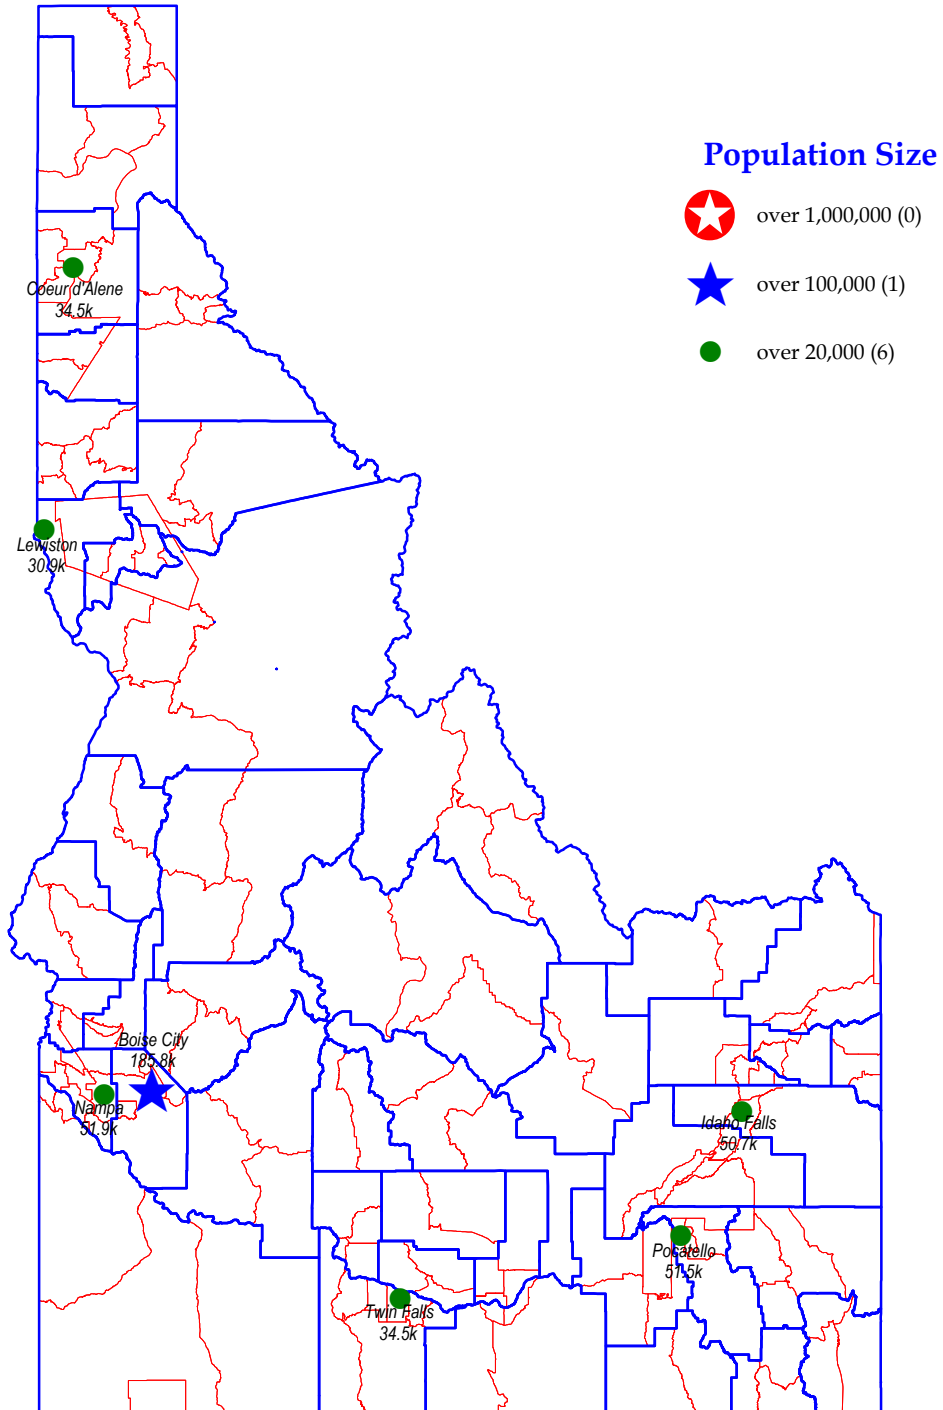 Population Size
over 1,000,000 (0)
over 100,000 (1)
over 20,000 (6)
Coeur d'Alene
34.5k
Lewiston
30.9k
Boise City
185.8k
Nampa
51.9k
Idaho Falls
50.7k
Pocatello
51.5k
Twin Falls
34.5k